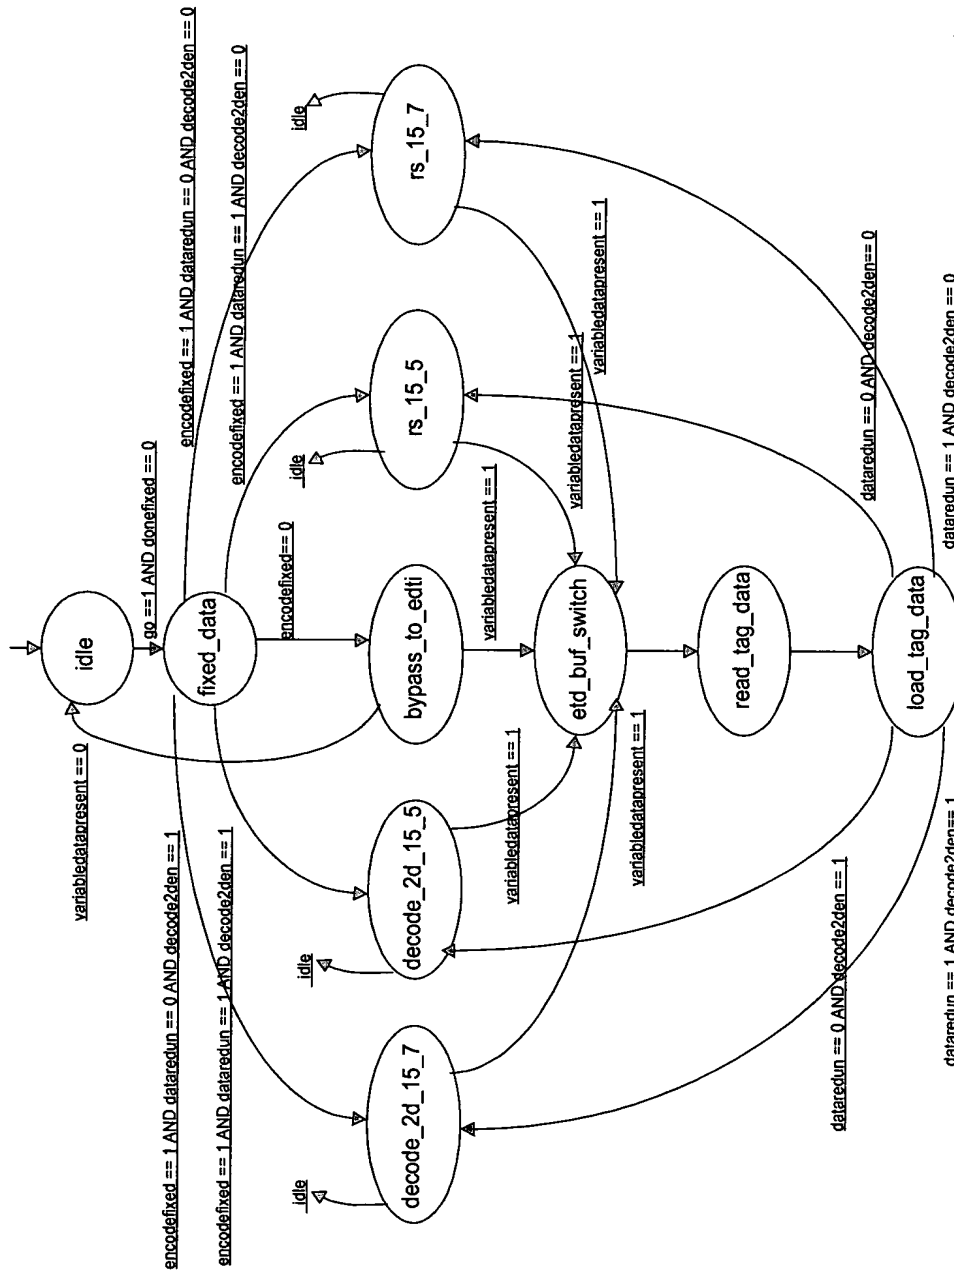 idle
go ==1 AND donefixed == 0
variabledatapresent == 0
fixed_data
encodefixed == 1 AND dataredun == 0 AND decode2den == 1
encodefixed == 1 AND dataredun == 1 AND decode2den == 1
encodefixed== 0
encodefixed == 1 AND dataredun == 0 AND decode2den == 0
encodefixed == 1 AND dataredun == 1 AND decode2den == 0
idle
idle
idle
idle
decode_2d_15_7
decode_2d_15_5
bypass_to_edti
rs_15_5
rs_15_7
variabledatapresent == 1
variabledatapresent == 1
variabledatapresent == 1
variabledatapresent == 1
variabledatapresent == 1
etd_buf_switch
read_tag_data
load_tag_data
dataredun == 0 AND decode2den == 1
dataredun == 0 AND decode2den== 0
dataredun == 1 AND decode2den== 1
dataredun == 1 AND decode2den == 0